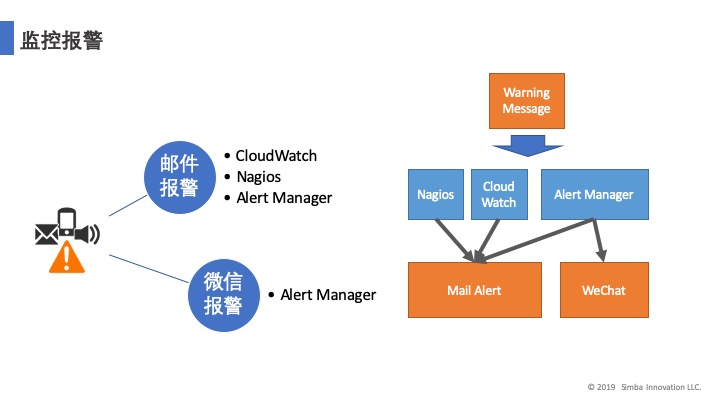 监控报警
邮件
报警
• CloudWatch
• Nagios
• Alert Manager
微信
报警
• Alert Manager
Warning
Message
Nagios
Cloud
Watch
Alert Manager
Mail Alert
WeChat
© 2019 Simba Innovation LLC.